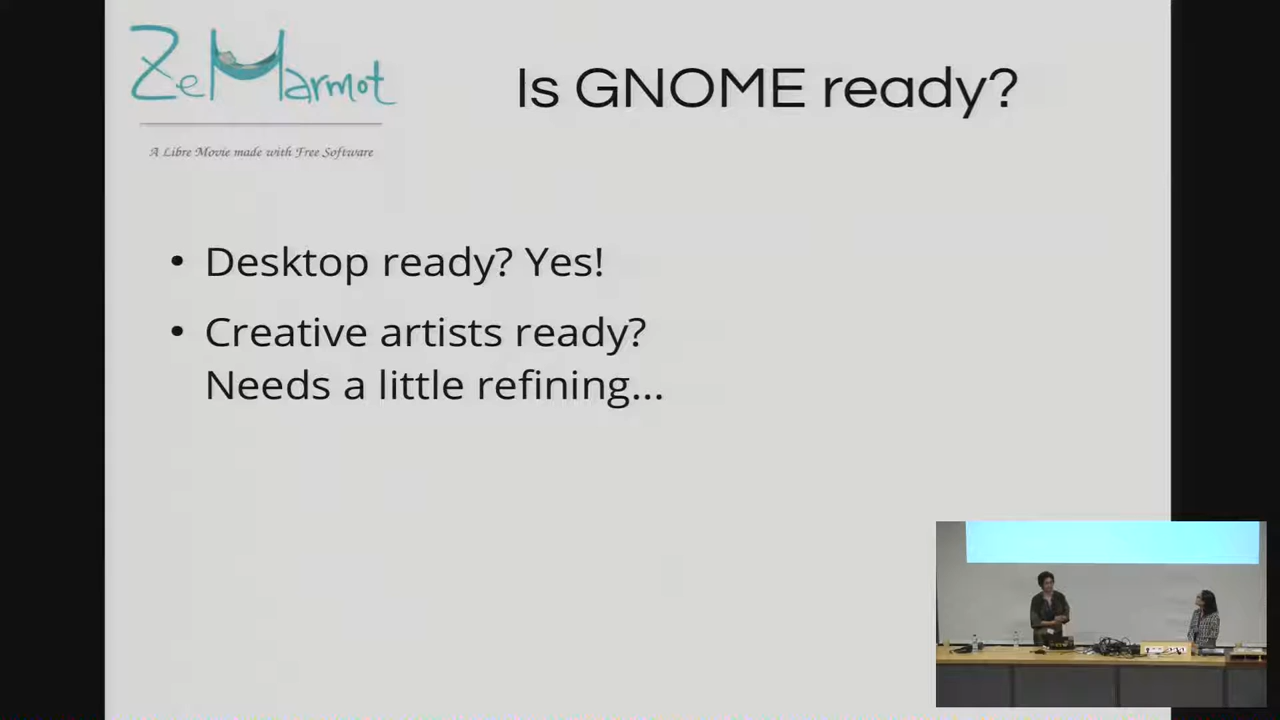 ZeMarmot
A Libre Movie made with Free Software
Is GNOME ready?
• Desktop ready? Yes!
• Creative artists ready?
Needs a little refining...